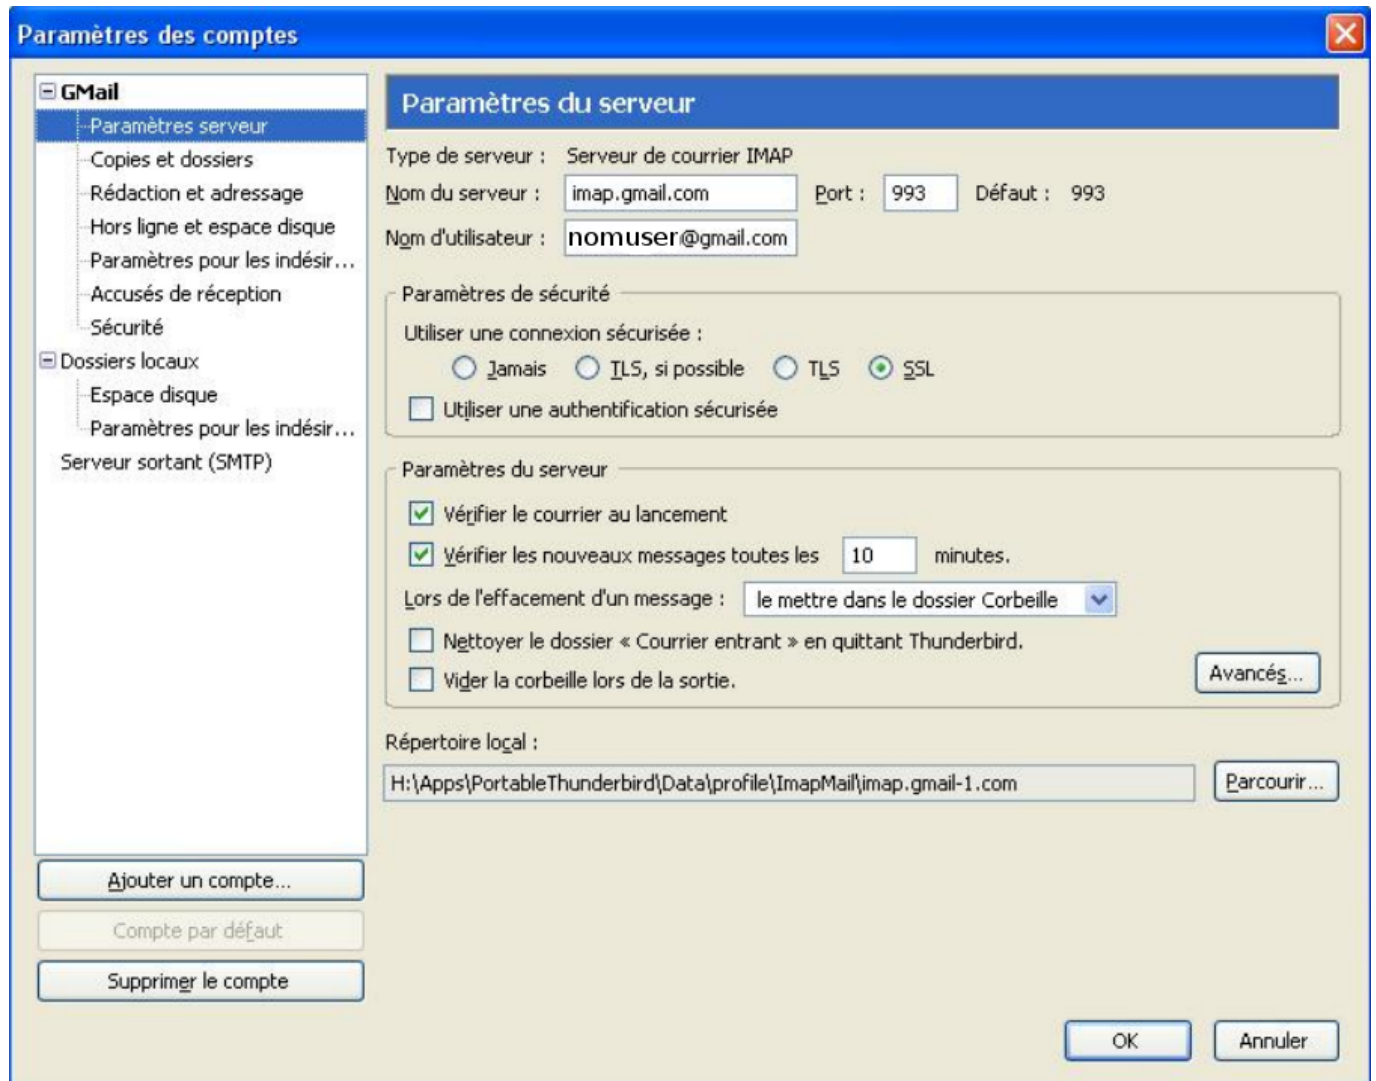 Paramètres des comptes
GMail
Paramètres serveur
Copies et dossiers
Rédaction et adressage
Hors ligne et espace disque
Paramètres pour les indésir...
Accusés de réception
Sécurité
Dossiers locaux
Espace disque
Paramètres pour les indésir...
Serveur sortant (SMTP)
Ajouter un compte...
Compte par défaut
Supprimer le compte
Paramètres du serveur
Type de serveur : Serveur de courrier IMAP
Nom du serveur : imap.gmail.com Port : 993 Défaut : 993
Nom d'utilisateur : nomuser@gmail.com
Paramètres de sécurité
Utiliser une connexion sécurisée :
Jamais TLS, si possible TLS SSL
Utiliser une authentification sécurisée
Paramètres du serveur
Vérifier le courrier au lancement
Vérifier les nouveaux messages toutes les 10 minutes.
Lors de l'effacement d'un message : le mettre dans le dossier Corbeille
Nettoyer le dossier « Courrier entrant » en quittant Thunderbird.
Vider la corbeille lors de la sortie.
Avancés...
Répertoire local :
H:\Apps\PortableThunderbird\Data\profile\ImapMail\imap.gmail-1.com Parcourir...
OK Annuler